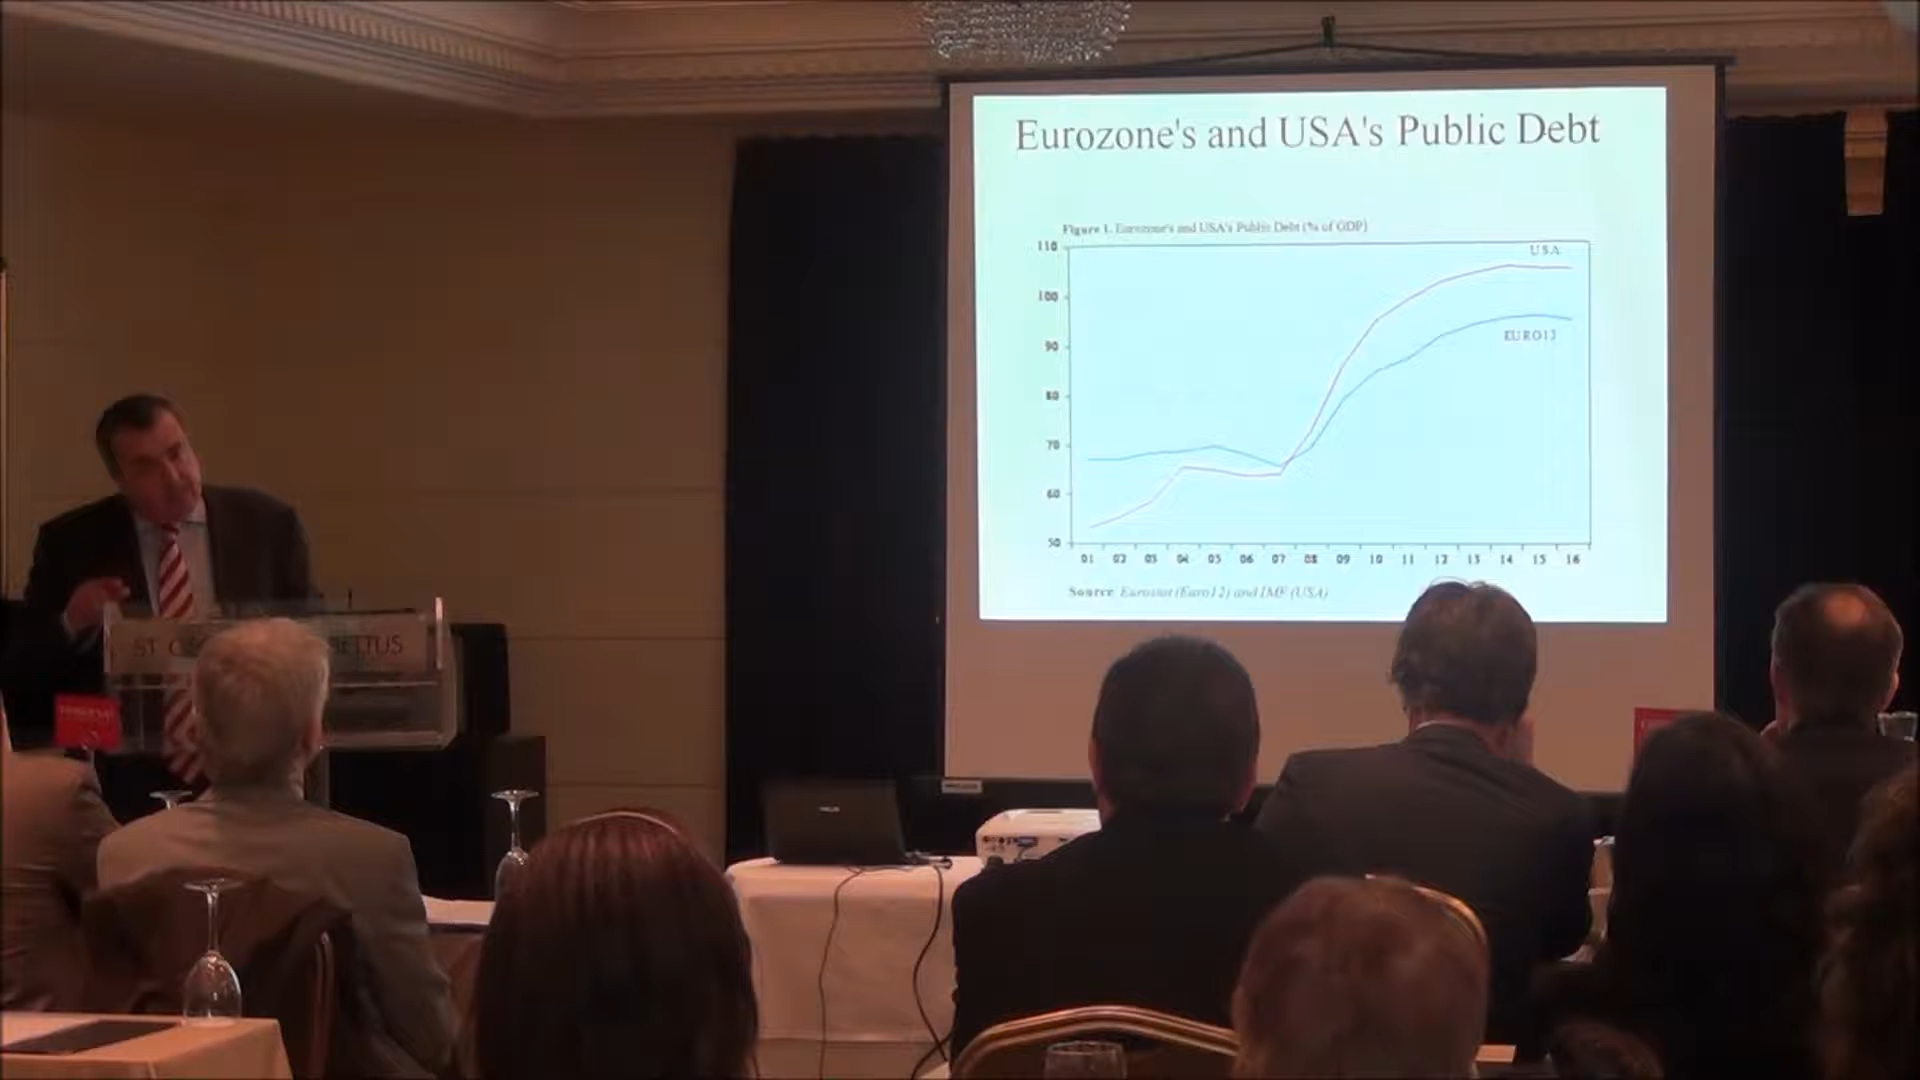 Eurozone's and USA's Public Debt
Figure 1. Eurozone's and USA's Public Debt (% of GDP)
110
USA
100
EURO12
90
80
70
60
50
01 02 03 04 05 06 07 08 09 10 11 12 13 14 15 16
Source: Eurostat (Euro12) and IMF (USA)
ST